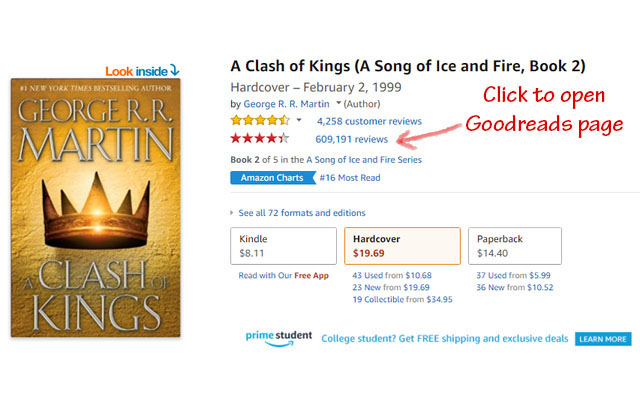 Look inside
#1 NEW YORK TIMES BESTSELLING AUTHOR
GEORGE R.R.
MARTIN
A CLASH OF
KINGS
A Clash of Kings (A Song of Ice and Fire, Book 2)
Hardcover – February 2, 1999
by George R. R. Martin (Author)
4,258 customer reviews
609,191 reviews
Click to open
Goodreads page
Book 2 of 5 in the A Song of Ice and Fire Series
Amazon Charts #16 Most Read
See all 72 formats and editions
Kindle
$8.11
Read with Our Free App
Hardcover
$19.69
43 Used from $10.68
23 New from $19.69
19 Collectible from $34.95
Paperback
$14.40
37 Used from $5.99
36 New from $10.52
prime student College student? Get FREE shipping and exclusive deals LEARN MORE